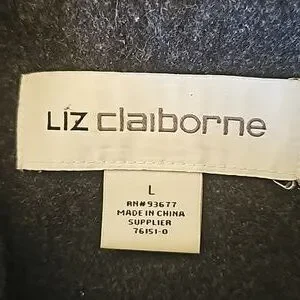 Liz claiborne
L
RN# 93677
MADE IN CHINA
SUPPLIER
76151-0